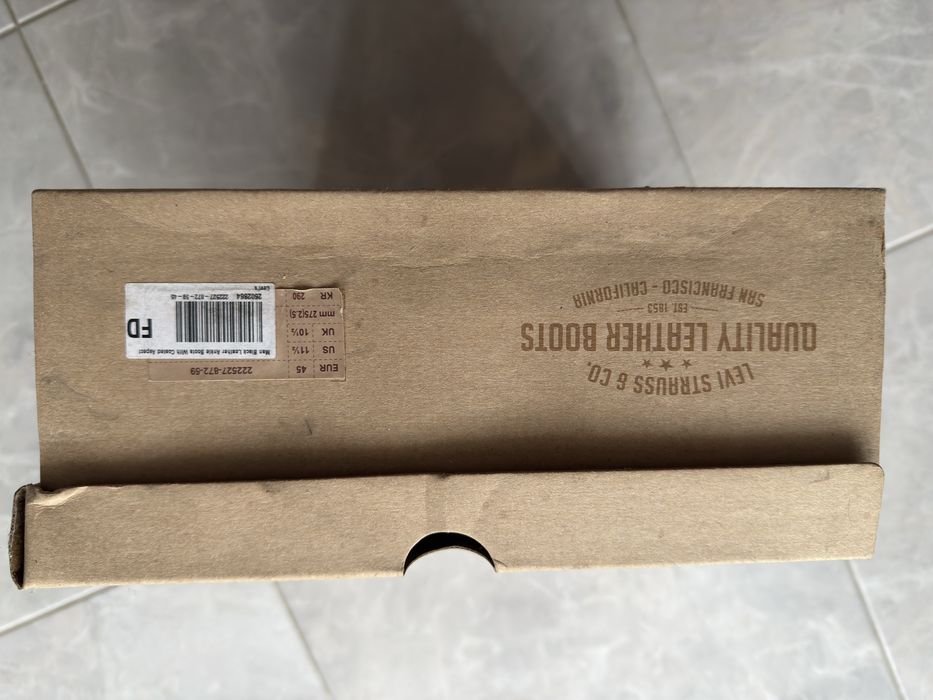 LEVI STRAUSS & CO.
QUALITY LEATHER BOOTS
EST. 1853
SAN FRANCISCO - CALIFORNIA
EUR 45 222527-872-59
US 11½
UK 10½
mm 275(2.5)
KR 290
Man Black Leather Ankle Boots With Coated Aspect
FD
2502864 222527 - 872 - 59 - 45
Levi's